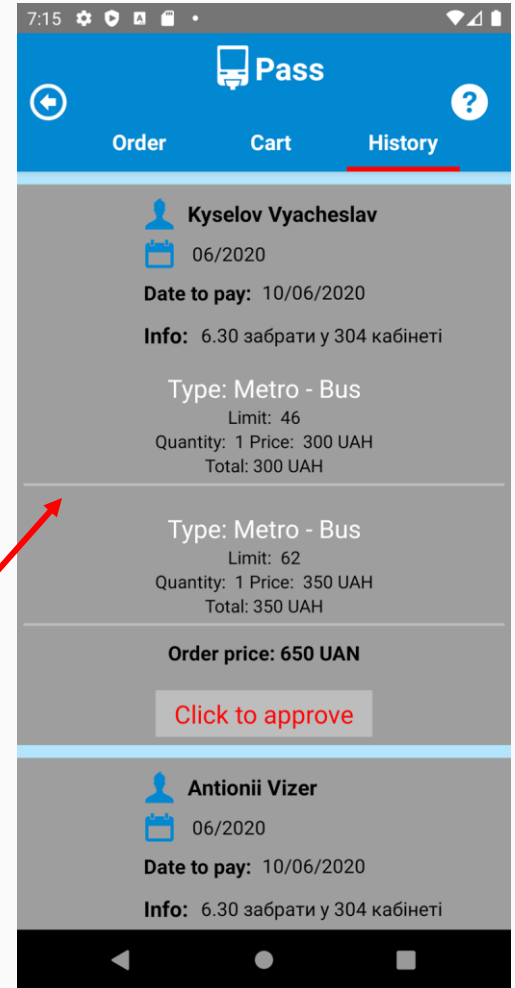 7:15
Pass
?
Order Cart History
Kyselov Vyacheslav
06/2020
Date to pay: 10/06/2020
Info: 6.30 забрати у 304 кабінеті
Type: Metro - Bus
Limit: 46
Quantity: 1 Price: 300 UAH
Total: 300 UAH
Type: Metro - Bus
Limit: 62
Quantity: 1 Price: 350 UAH
Total: 350 UAH
Order price: 650 UAN
Click to approve
Antionii Vizer
06/2020
Date to pay: 10/06/2020
Info: 6.30 забрати у 304 кабінеті